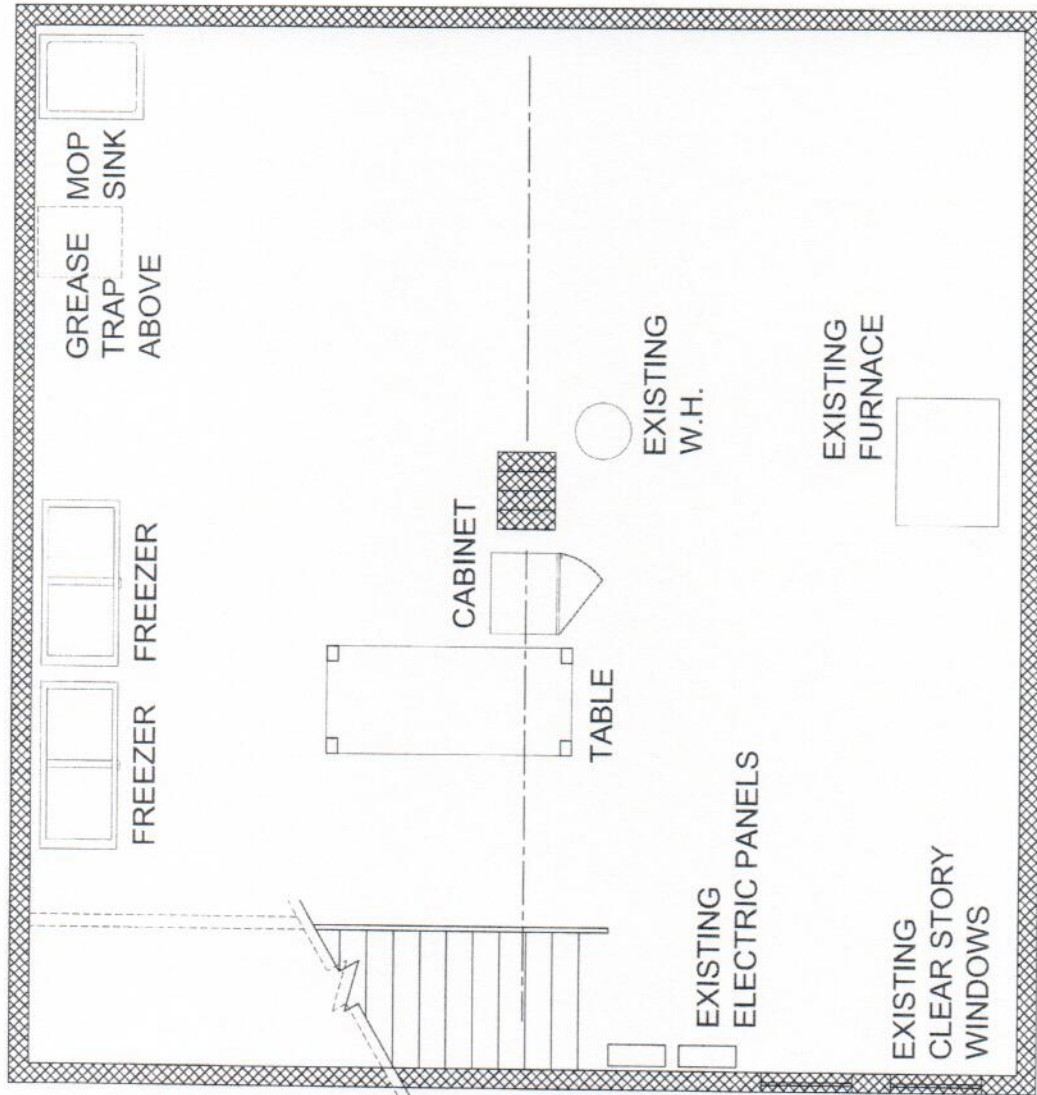 GREASE
TRAP
ABOVE
MOP
SINK
FREEZER
FREEZER
CABINET
TABLE
EXISTING
W.H.
EXISTING
ELECTRIC PANELS
EXISTING
FURNACE
EXISTING
CLEAR STORY
WINDOWS